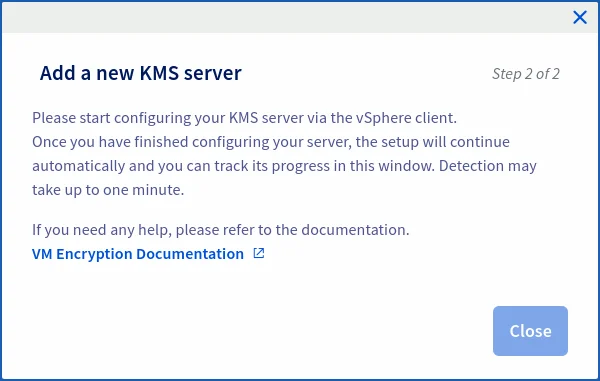 Add a new KMS server
Step 2 of 2
Please start configuring your KMS server via the vSphere client.
Once you have finished configuring your server, the setup will continue
automatically and you can track its progress in this window. Detection may
take up to one minute.
If you need any help, please refer to the documentation.
VM Encryption Documentation
Close